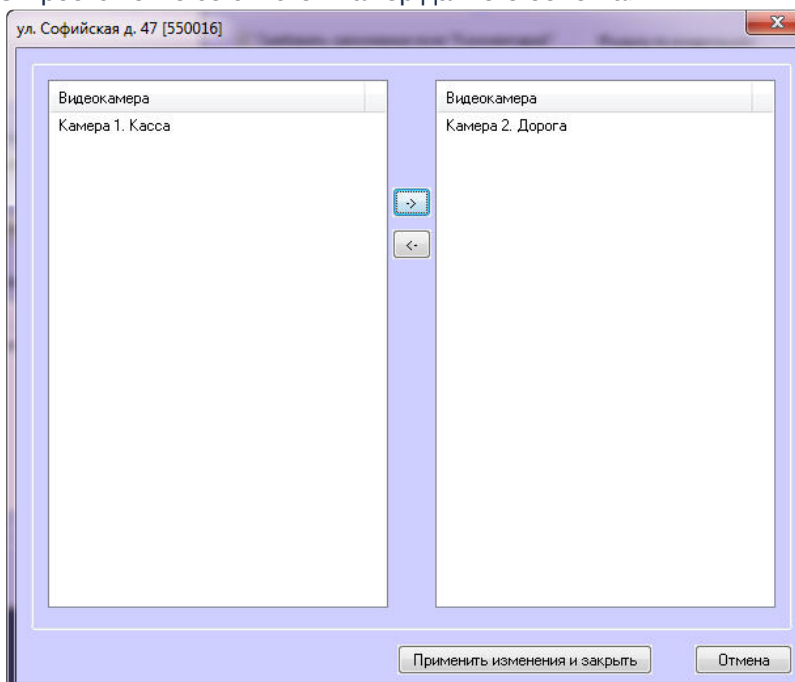 ул. Софийская д. 47 [550016]
Видеокамера
Камера 1. Касса
Видеокамера
Камера 2. Дорога
->
<-
Применить изменения и закрыть
Отмена